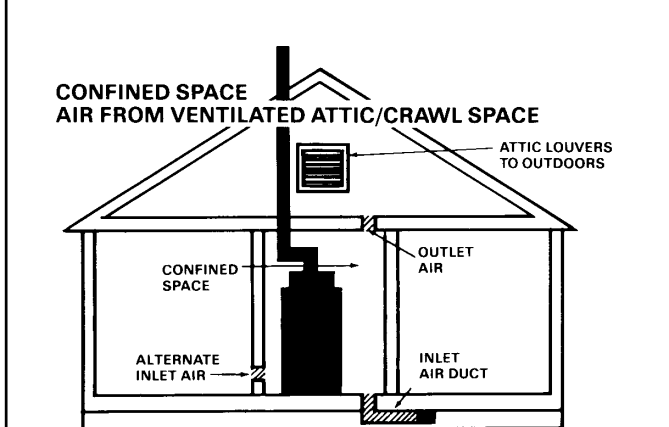 CONFINED SPACE
AIR FROM VENTILATED ATTIC/CRAWL SPACE
ATTIC LOUVERS
TO OUTDOORS
OUTLET
AIR
CONFINED
SPACE
ALTERNATE
INLET AIR
INLET
AIR DUCT